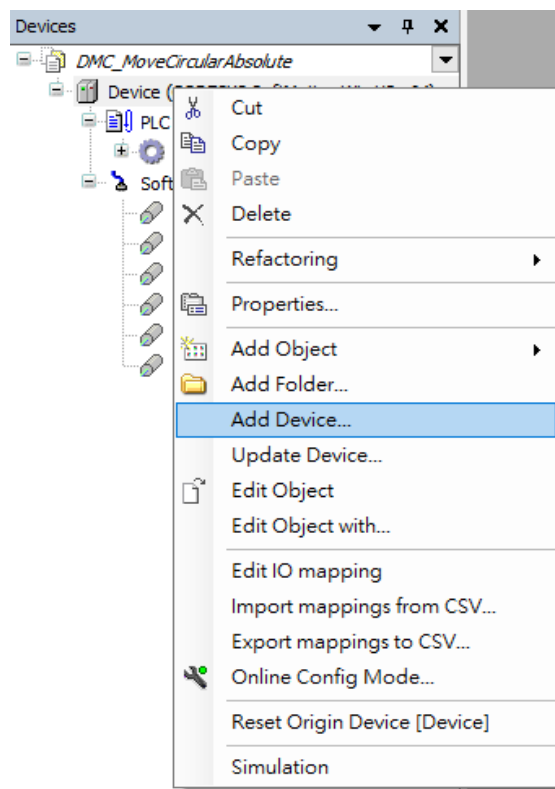 Devices
DMC_MoveCircularAbsolute
Device (
PLC
Soft
Cut
Copy
Paste
Delete
Refactoring
Properties...
Add Object
Add Folder...
Add Device...
Update Device...
Edit Object
Edit Object with...
Edit IO mapping
Import mappings from CSV...
Export mappings to CSV...
Online Config Mode...
Reset Origin Device [Device]
Simulation